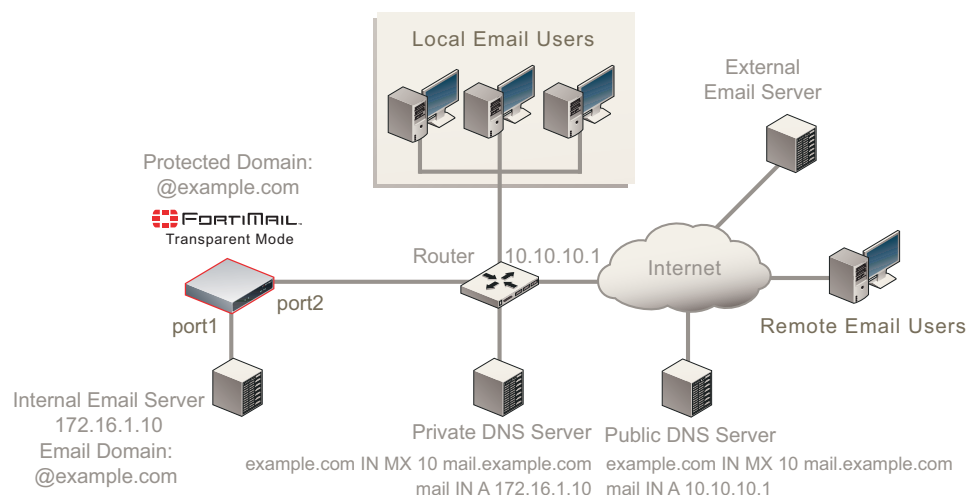 Local Email Users
External
Email Server
Protected Domain:
@example.com
FORTIMAIL
Transparent Mode
Router
10.10.10.1
Internet
port1
port2
Remote Email Users
Internal Email Server
172.16.1.10
Email Domain:
@example.com
Private DNS Server
example.com IN MX 10 mail.example.com
mail IN A 172.16.1.10
Public DNS Server
example.com IN MX 10 mail.example.com
mail IN A 10.10.10.1